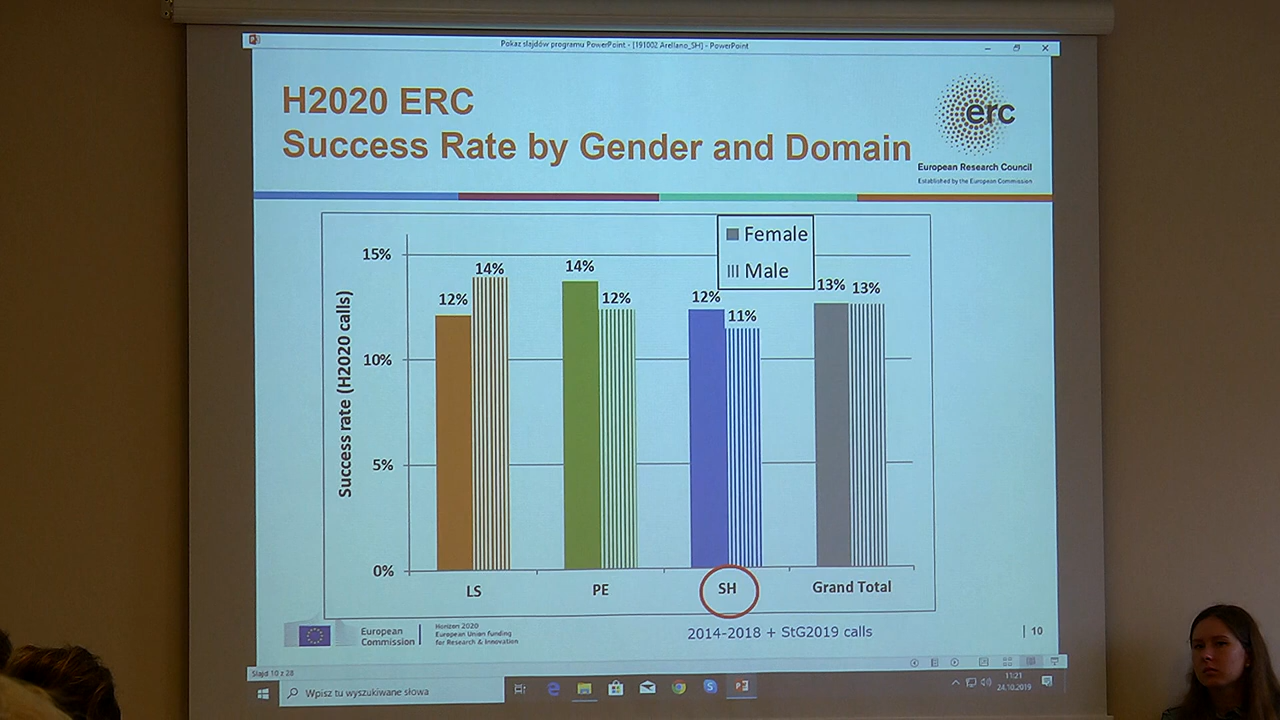 Pokaz slajdów programu PowerPoint - [191002 Arellano_SH] - PowerPoint
H2020 ERC
Success Rate by Gender and Domain
erc
European Research Council
Established by the European Commission
Female
Male
Success rate (H2020 calls)
15%
10%
5%
0%
12%
14%
14%
12%
12%
11%
13%
13%
LS
PE
SH
Grand Total
European
Commission
Horizon 2020
European Union funding
for Research & Innovation
2014-2018 + StG2019 calls
10
Slajd 10 z 28
Wpisz tu wyszukiwane słowa
11:21
24.10.2019